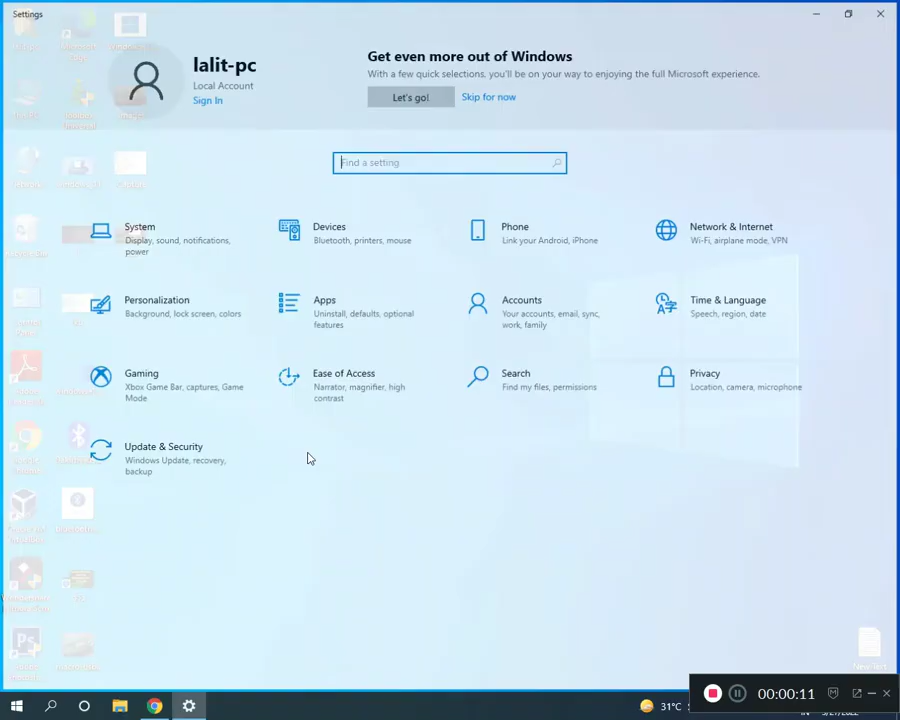 Settings
lalit-pc
Local Account
Sign In
Get even more out of Windows
With a few quick selections, you'll be on your way to enjoying the full Microsoft experience.
Let's go!
Skip for now
Find a setting
System
Display, sound, notifications,
power
Devices
Bluetooth, printers, mouse
Phone
Link your Android, iPhone
Network & Internet
Wi-Fi, airplane mode, VPN
Personalization
Background, lock screen, colors
Apps
Uninstall, defaults, optional
features
Accounts
Your accounts, email, sync,
work, family
Time & Language
Speech, region, date
Gaming
Xbox Game Bar, captures, Game
Mode
Ease of Access
Narrator, magnifier, high
contrast
Search
Find my files, permissions
Privacy
Location, camera, microphone
Update & Security
Windows Update, recovery,
backup
New Text
00:00:11
31°C